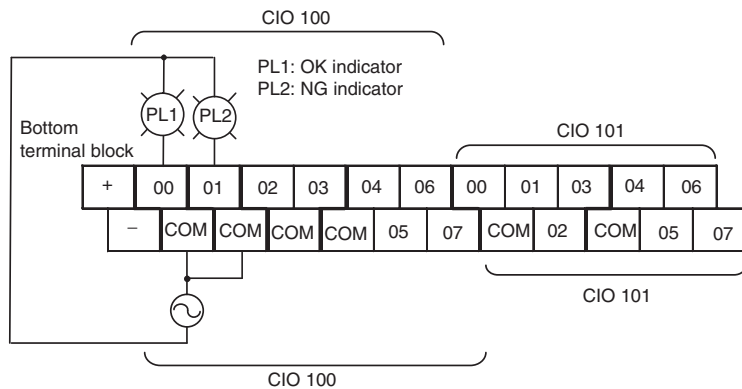 CIO 100
PL1: OK indicator
PL2: NG indicator
PL1 PL2
Bottom
terminal block
CIO 101
+ 00 01 02 03 04 06 00 01 03 04 06
− COM COM COM COM 05 07 COM 02 COM 05 07
CIO 101
CIO 100